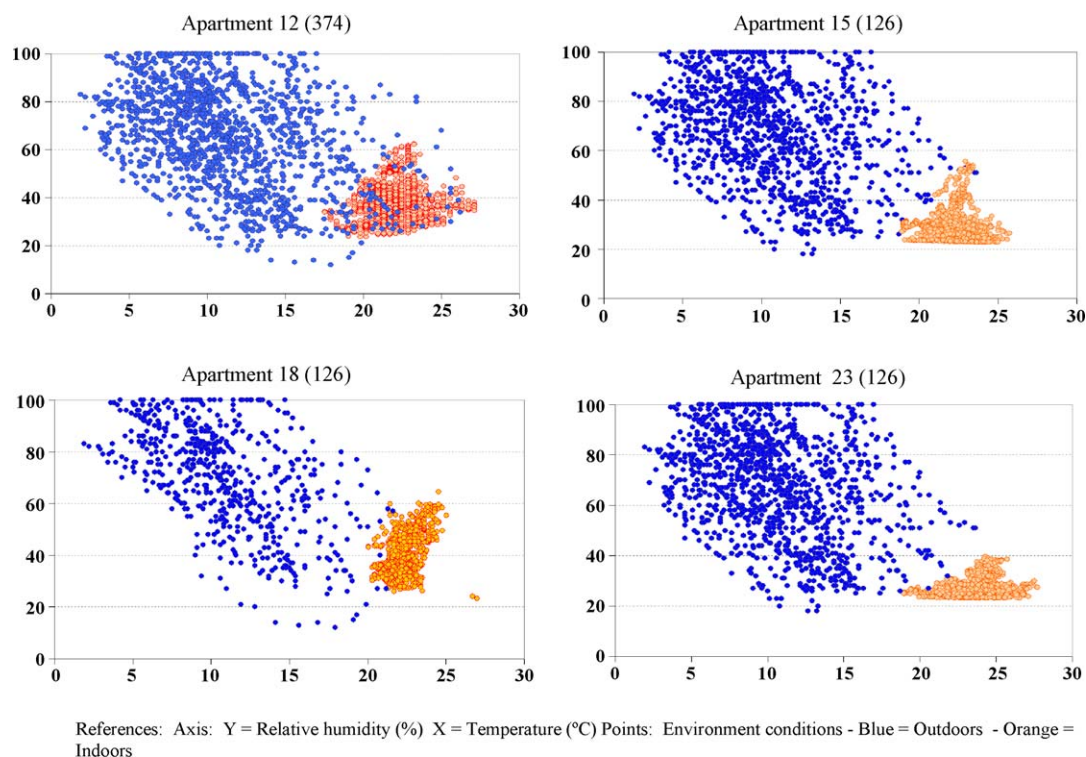 Apartment 12 (374)
Apartment 15 (126)
100
80
60
40
20
0
0 5 10 15 20 25 30
100
80
60
40
20
0
0 5 10 15 20 25 30
Apartment 18 (126)
Apartment 23 (126)
100
80
60
40
20
0
0 5 10 15 20 25 30
100
80
60
40
20
0
0 5 10 15 20 25 30
References: Axis: Y = Relative humidity (%) X = Temperature (ºC) Points: Environment conditions - Blue = Outdoors - Orange =
Indoors